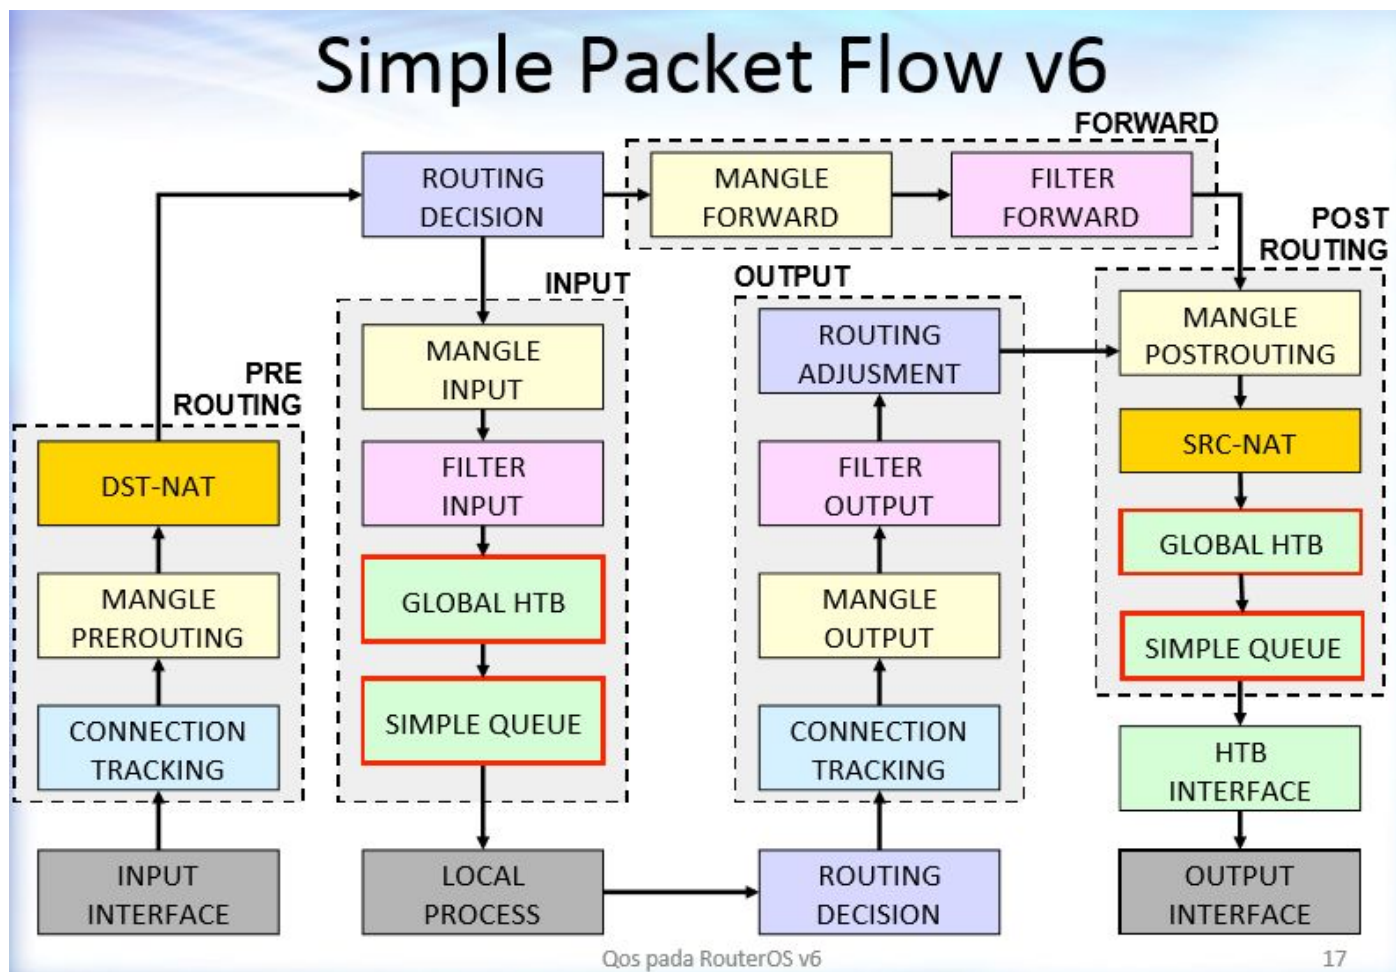 Simple Packet Flow v6
FORWARD
ROUTING
DECISION
MANGLE
FORWARD
FILTER
FORWARD
POST
ROUTING
INPUT
OUTPUT
MANGLE
INPUT
ROUTING
ADJUSMENT
MANGLE
POSTROUTING
PRE
ROUTING
DST-NAT
FILTER
INPUT
FILTER
OUTPUT
SRC-NAT
GLOBAL HTB
GLOBAL HTB
MANGLE
PREROUTING
MANGLE
OUTPUT
SIMPLE QUEUE
CONNECTION
TRACKING
SIMPLE QUEUE
CONNECTION
TRACKING
HTB
INTERFACE
INPUT
INTERFACE
LOCAL
PROCESS
ROUTING
DECISION
OUTPUT
INTERFACE
Qos pada RouterOS v6
17